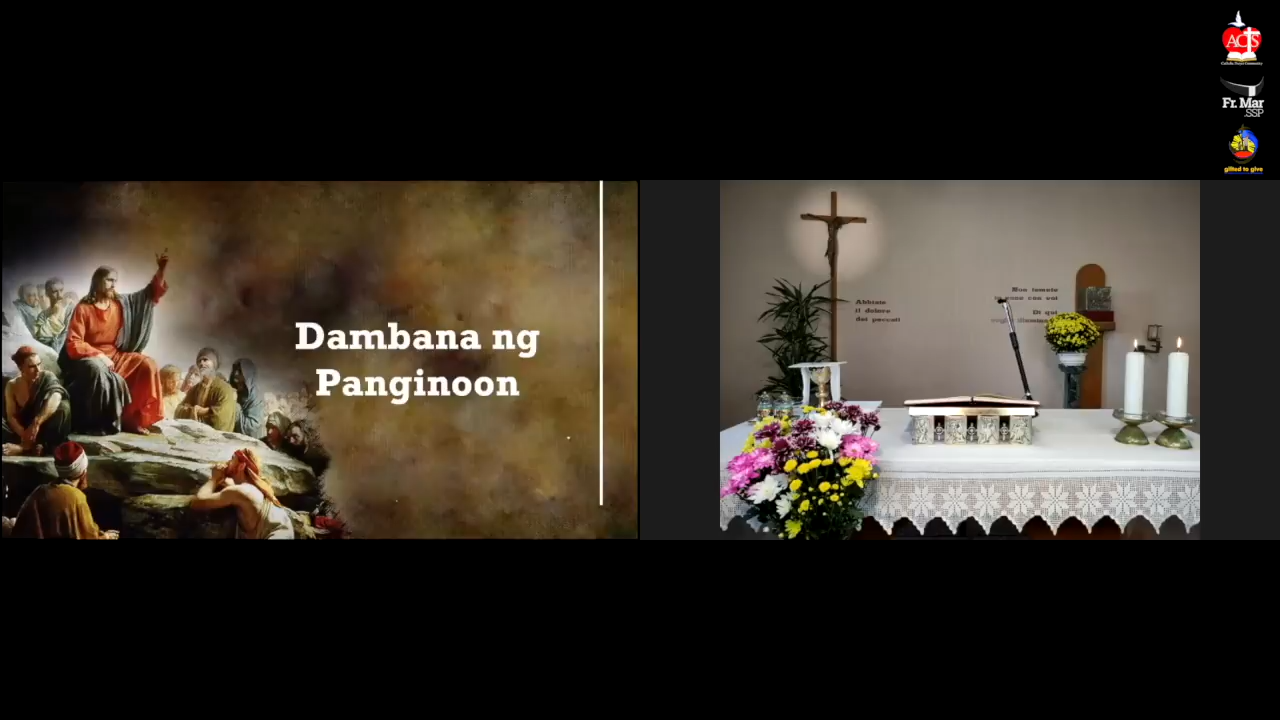 ACTS
Fr. Mar
.SSP
gifted to give
Dambana ng
Panginoon
Abbiate
il dolore
dei peccati